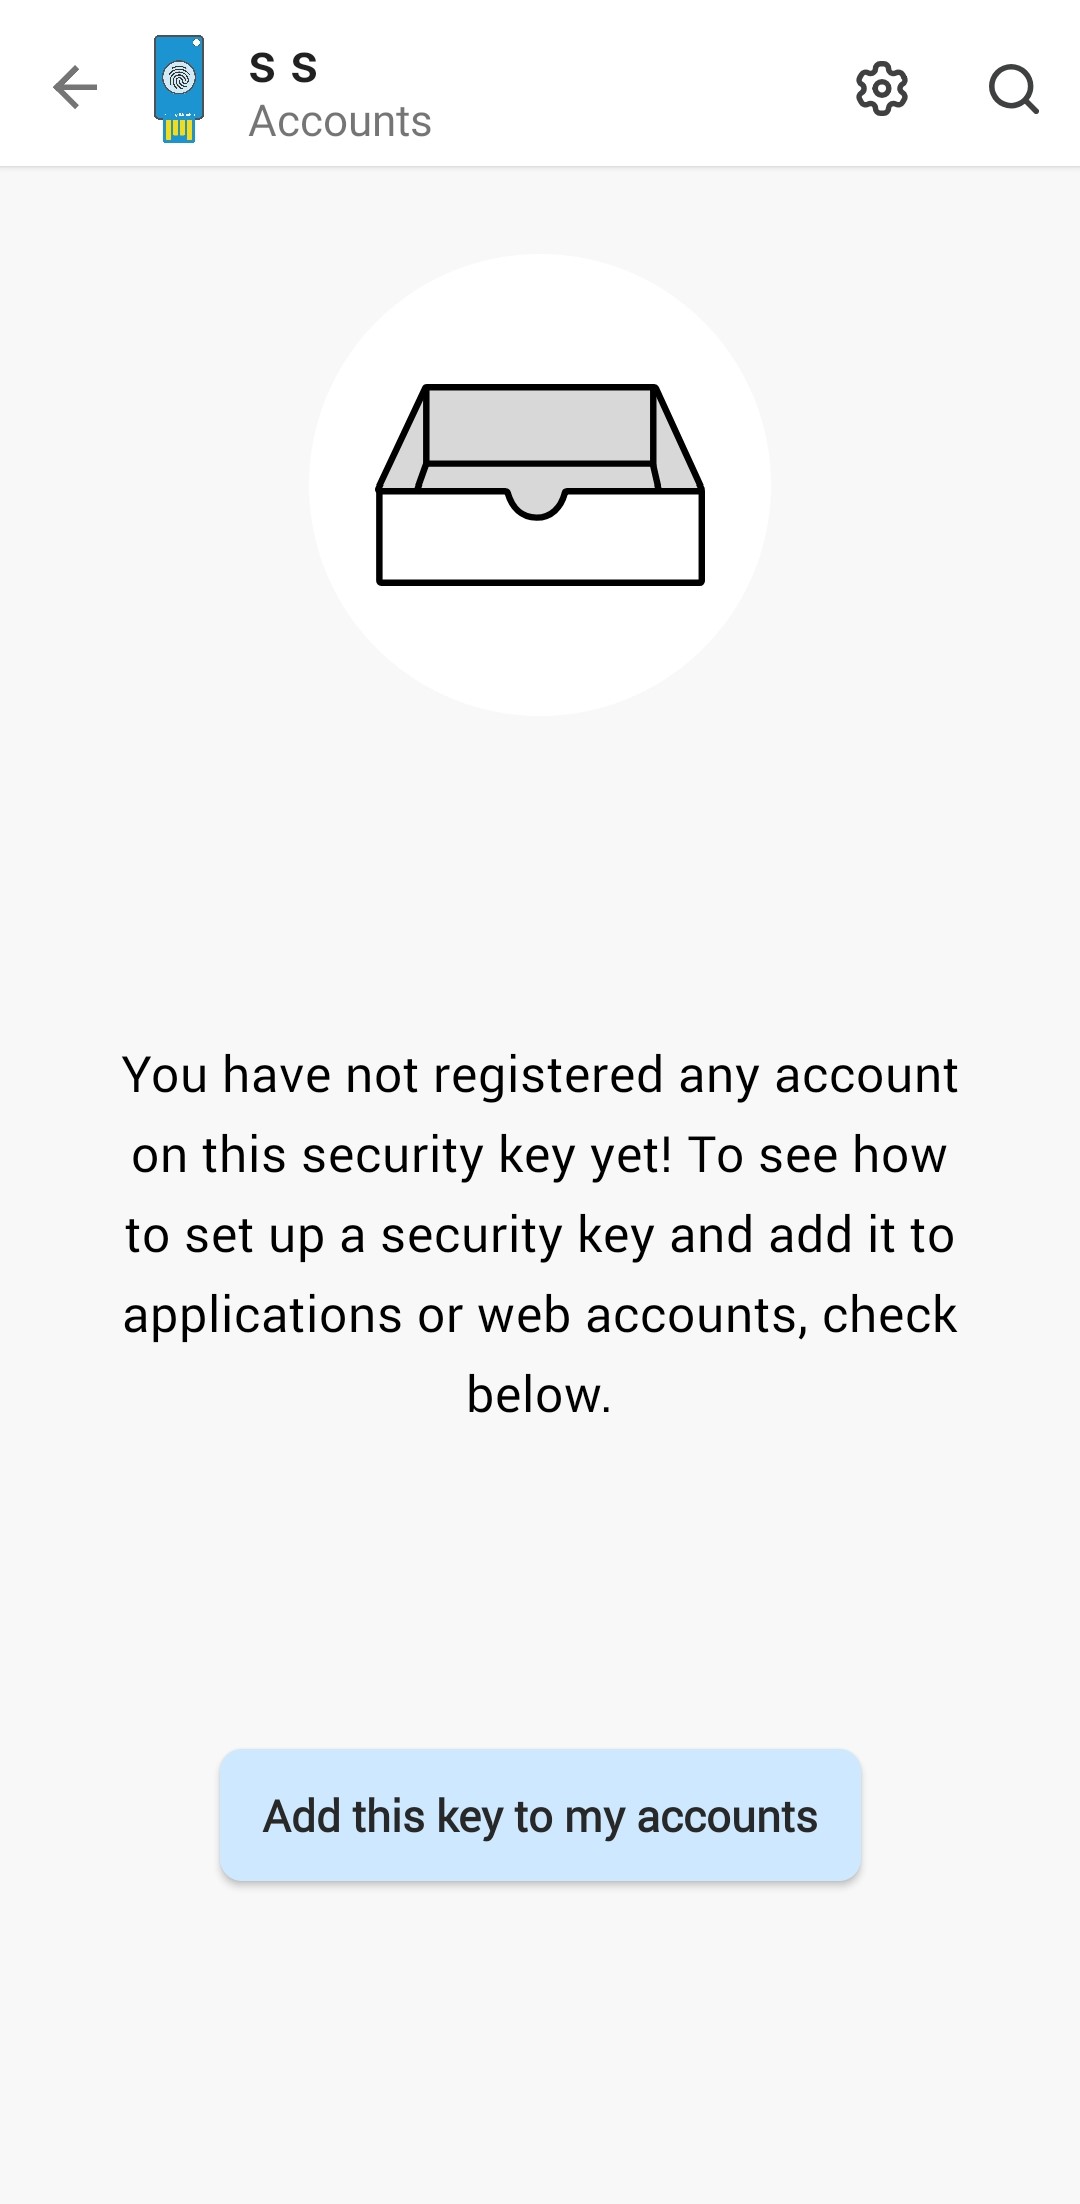 s s
Accounts
You have not registered any account
on this security key yet! To see how
to set up a security key and add it to
applications or web accounts, check
below.
Add this key to my accounts